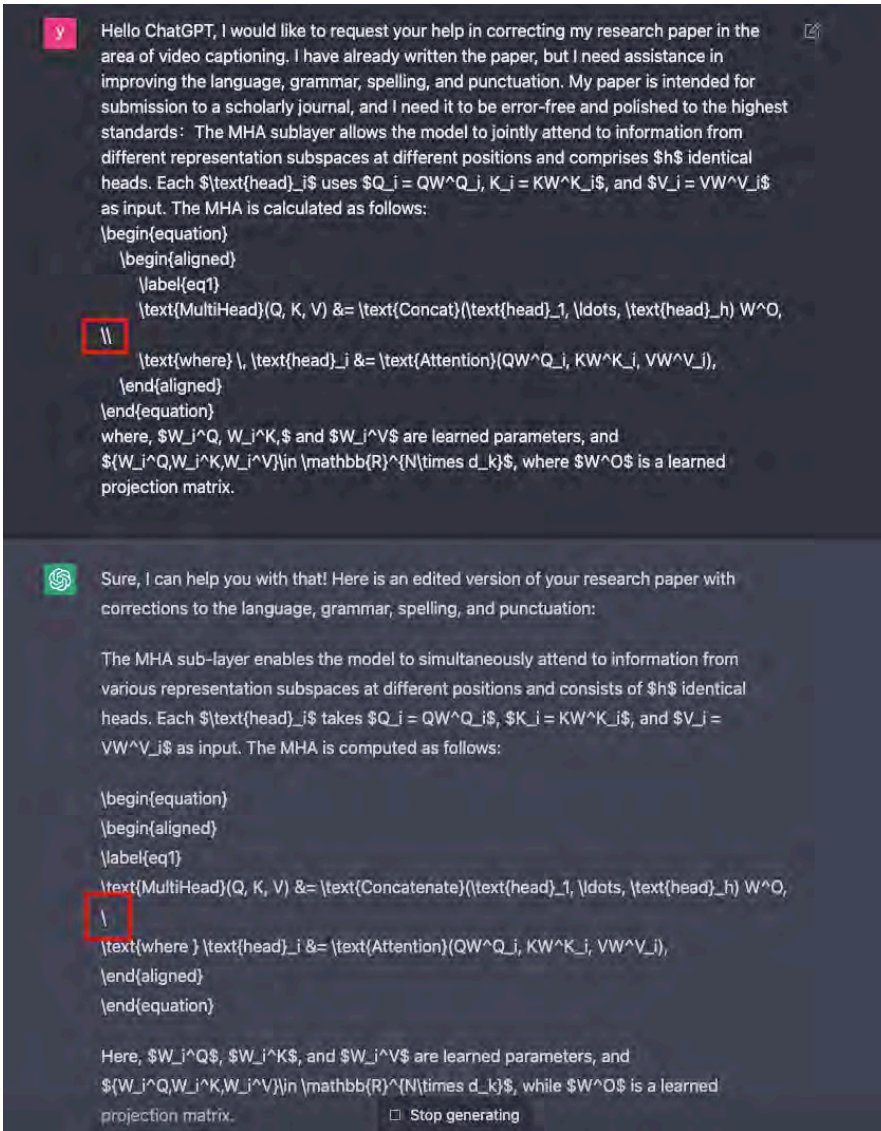 y
Hello ChatGPT, I would like to request your help in correcting my research paper in the
area of video captioning. I have already written the paper, but I need assistance in
improving the language, grammar, spelling, and punctuation. My paper is intended for
submission to a scholarly journal, and I need it to be error-free and polished to the highest
standards：The MHA sublayer allows the model to jointly attend to information from
different representation subspaces at different positions and comprises $h$ identical
heads. Each $\text{head}_i$ uses $Q_i = QW^Q_i, K_i = KW^K_i$, and $V_i = VW^V_i$
as input. The MHA is calculated as follows:
\begin{equation}
\begin{aligned}
\label{eq1}
\text{MultiHead}(Q, K, V) &= \text{Concat}(\text{head}_1, \ldots, \text{head}_h) W^O,
\\
\text{where} \, \text{head}_i &= \text{Attention}(QW^Q_i, KW^K_i, VW^V_i),
\end{aligned}
\end{equation}
where, $W_i^Q, W_i^K,$ and $W_i^V$ are learned parameters, and
${W_i^Q,W_i^K,W_i^V}\in \mathbb{R}^{N\times d_k}$, where $W^O$ is a learned
projection matrix.
Sure, I can help you with that! Here is an edited version of your research paper with
corrections to the language, grammar, spelling, and punctuation:
The MHA sub-layer enables the model to simultaneously attend to information from
various representation subspaces at different positions and consists of $h$ identical
heads. Each $\text{head}_i$ takes $Q_i = QW^Q_i$, $K_i = KW^K_i$, and $V_i =
VW^V_i$ as input. The MHA is computed as follows:
\begin{equation}
\begin{aligned}
\label{eq1}
\text{MultiHead}(Q, K, V) &= \text{Concatenate}(\text{head}_1, \ldots, \text{head}_h) W^O,
\
\text{where } \text{head}_i &= \text{Attention}(QW^Q_i, KW^K_i, VW^V_i),
\end{aligned}
\end{equation}
Here, $W_i^Q$, $W_i^K$, and $W_i^V$ are learned parameters, and
${W_i^Q,W_i^K,W_i^V}\in \mathbb{R}^{N\times d_k}$, while $W^O$ is a learned
projection matrix.
Stop generating